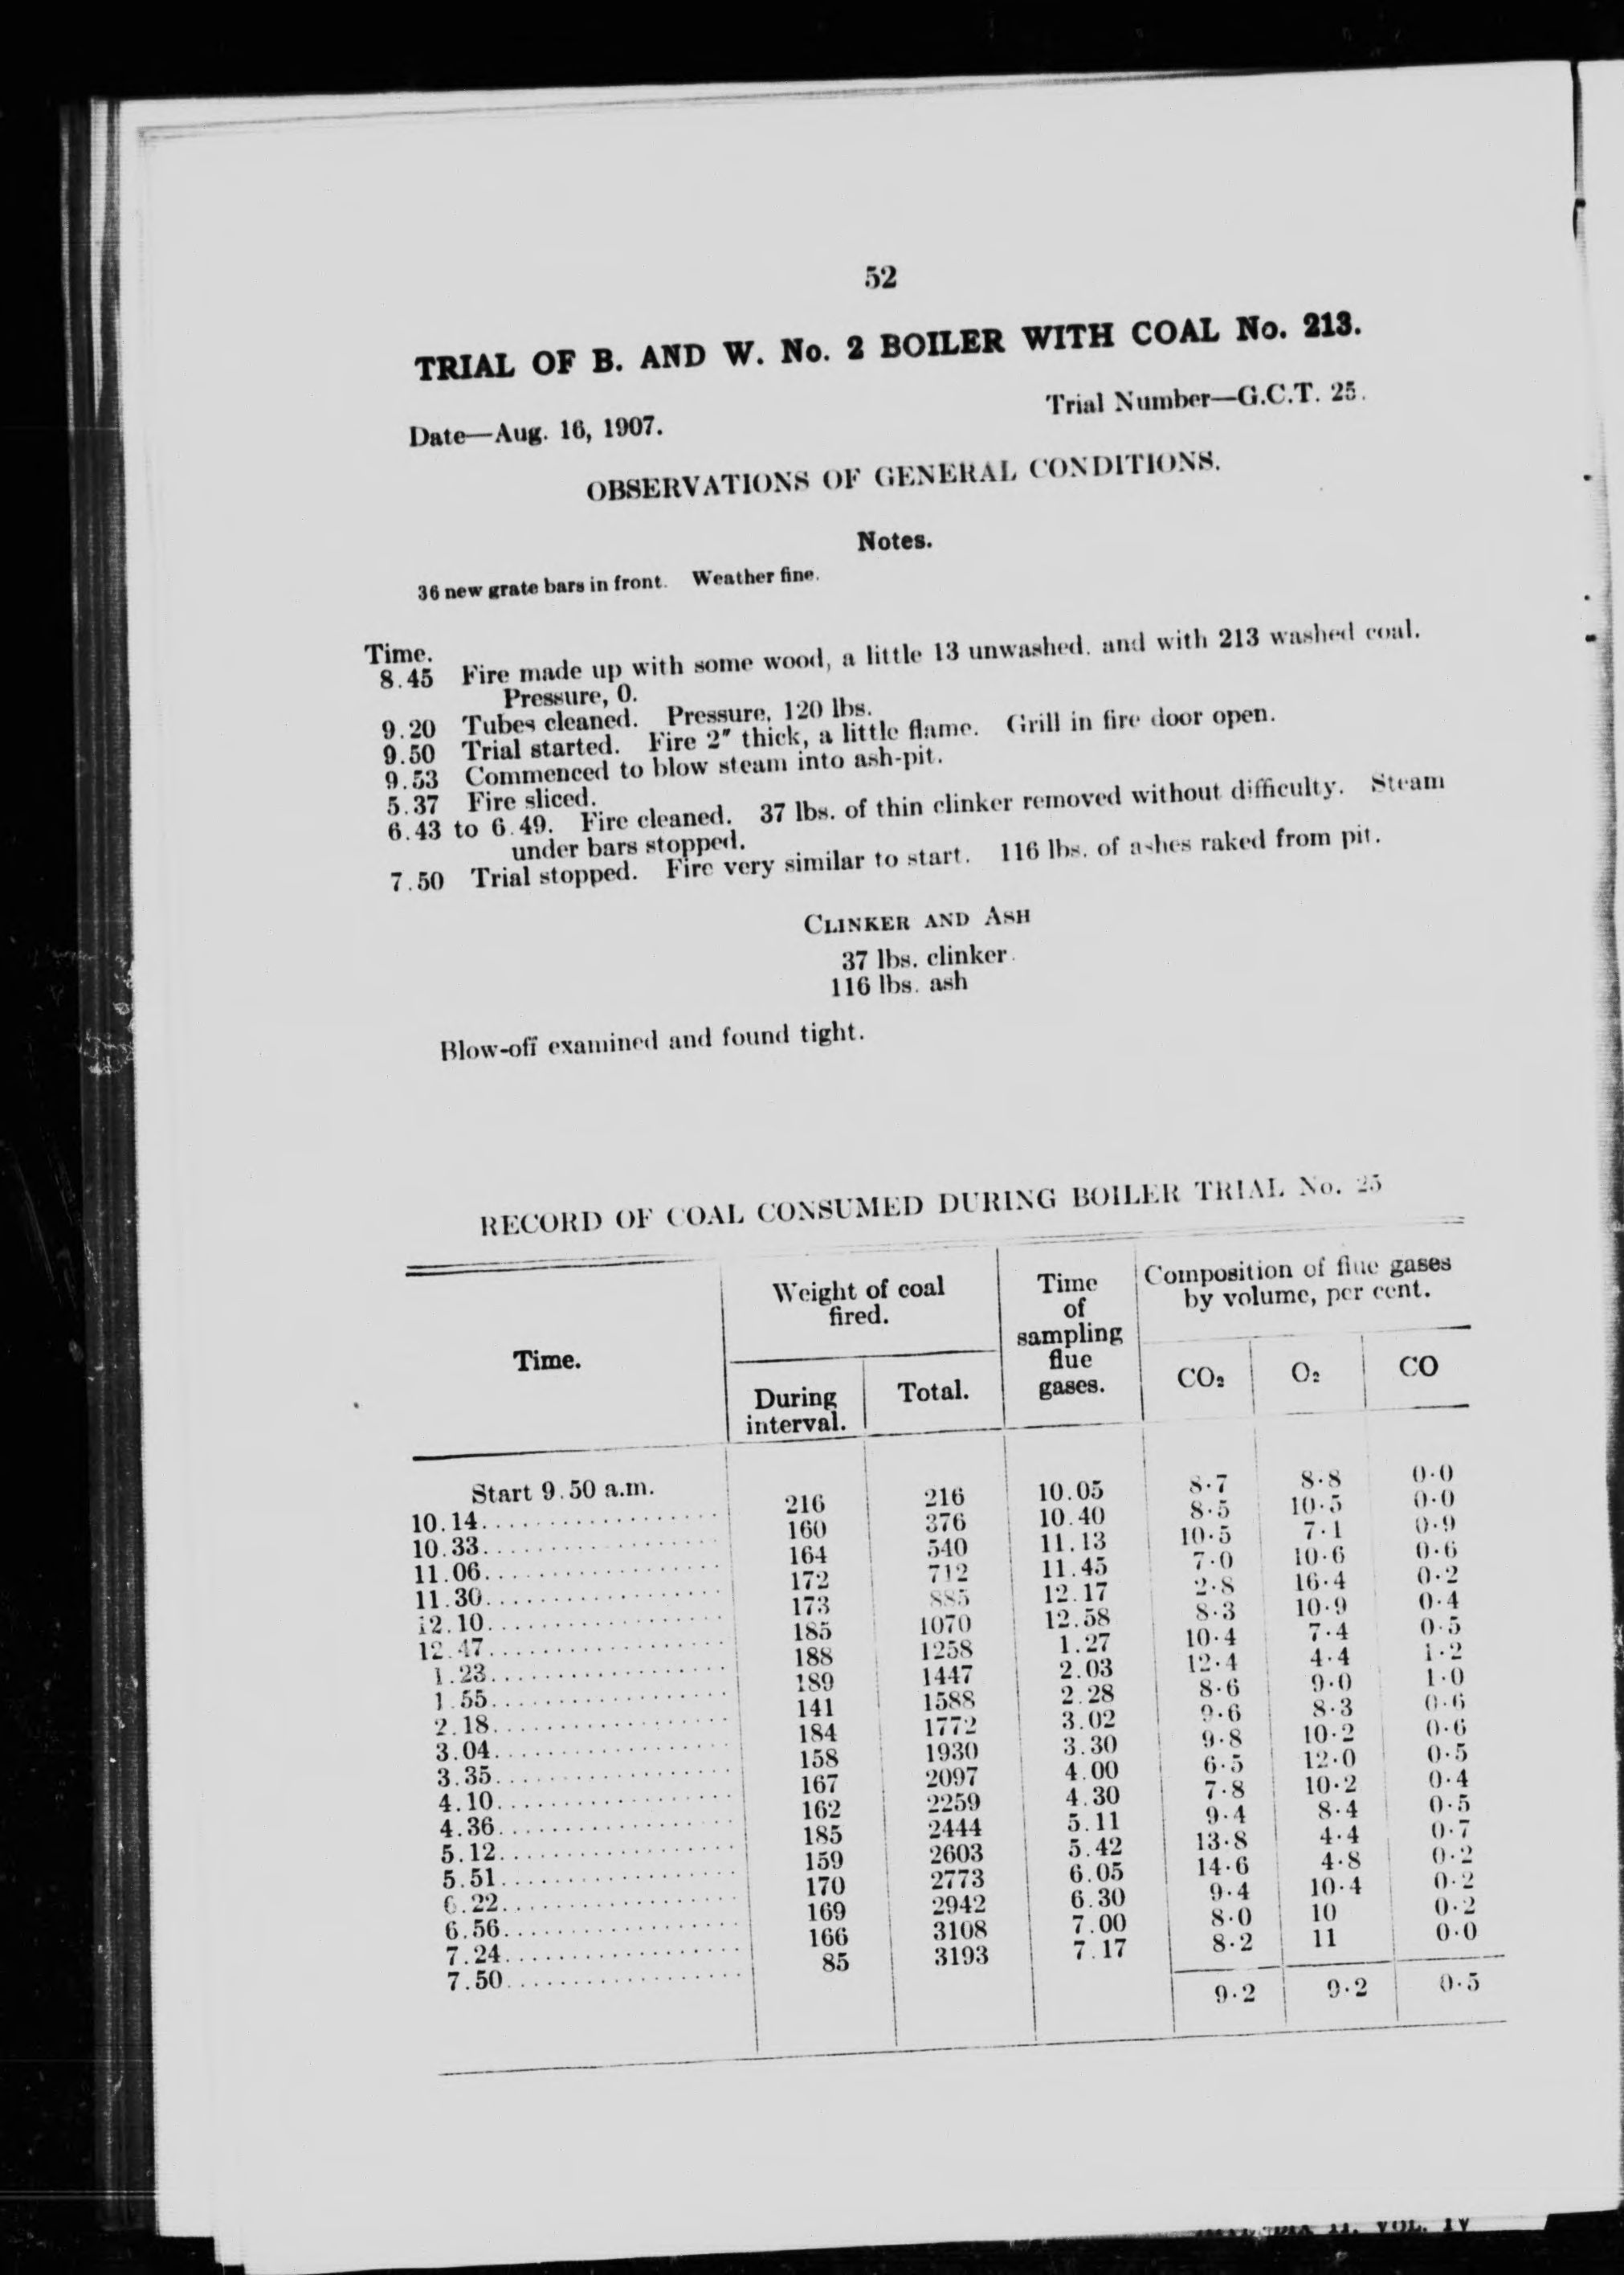 52
TRIAL OF B. AND W. No. 2 BOILER WITH COAL No. 213.
Date—Aug. 16, 1907. Trial Number—G.C.T. 25.
OBSERVATIONS OF GENERAL CONDITIONS.
Notes.
36 new grate bars in front. Weather fine.
Time.
8.45 Fire made up with some wood, a little 13 unwashed, and with 213 washed coal.
Pressure, 0.
9.20 Tubes cleaned. Pressure, 120 lbs.
9.50 Trial started. Fire 2″ thick, a little flame. Grill in fire door open.
9.53 Commenced to blow steam into ash-pit.
5.37 Fire sliced.
6.43 to 6.49. Fire cleaned. 37 lbs. of thin clinker removed without difficulty. Steam
under bars stopped.
7.50 Trial stopped. Fire very similar to start. 116 lbs. of ashes raked from pit.
CLINKER AND ASH
37 lbs. clinker.
116 lbs. ash
Blow-off examined and found tight.
RECORD OF COAL CONSUMED DURING BOILER TRIAL No. 25
Time. Weight of coal fired. Time of sampling flue gases. Composition of flue gases by volume, per cent.
During interval. Total. CO₂ O₂ CO
Start 9.50 a.m.
10.14 216 216 10.05 8·7 8·8 0·0
10.33 160 376 10.40 8·5 10·5 0·0
11.06 164 540 11.13 10·5 7·1 0·9
11.30 172 712 11.45 7·0 10·6 0·6
12.10 173 885 12.17 2·8 16·4 0·2
12.47 185 1070 12.58 8·3 10·9 0·4
1.23 188 1258 1.27 10·4 7·4 0·5
1.55 189 1447 2.03 12·4 4·4 1·2
2.18 141 1588 2.28 8·6 9·0 1·0
3.04 184 1772 3.02 9·6 8·3 0·6
3.35 158 1930 3.30 9·8 10·2 0·6
4.10 167 2097 4.00 6·5 12·0 0·5
4.36 162 2259 4.30 7·8 10·2 0·4
5.12 185 2444 5.11 9·4 8·4 0·5
5.51 159 2603 5.42 13·8 4·4 0·7
6.22 170 2773 6.05 14·6 4·8 0·2
6.56 169 2942 6.30 9·4 10·4 0·2
7.24 166 3108 7.00 8·0 10 0·2
7.50 85 3193 7.17 8·2 11 0·0
9·2 9·2 0·5
VOL. IV